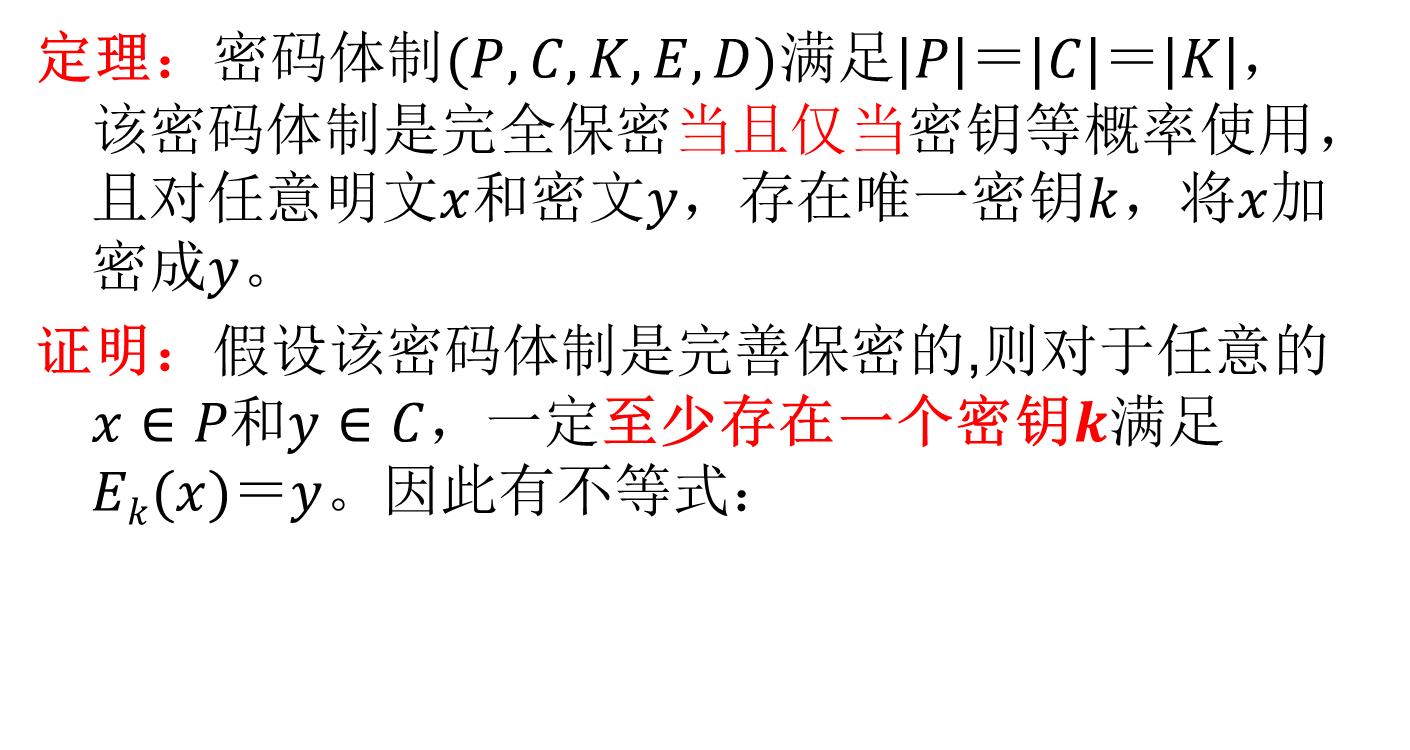 定理：密码体制(P,C,K,E,D)满足|P|＝|C|＝|K|，
该密码体制是完全保密当且仅当密钥等概率使用，
且对任意明文x和密文y，存在唯一密钥k，将x加
密成y。
证明：假设该密码体制是完善保密的,则对于任意的
x ∈ P和y ∈ C，一定至少存在一个密钥k满足
E_k(x)＝y。因此有不等式：